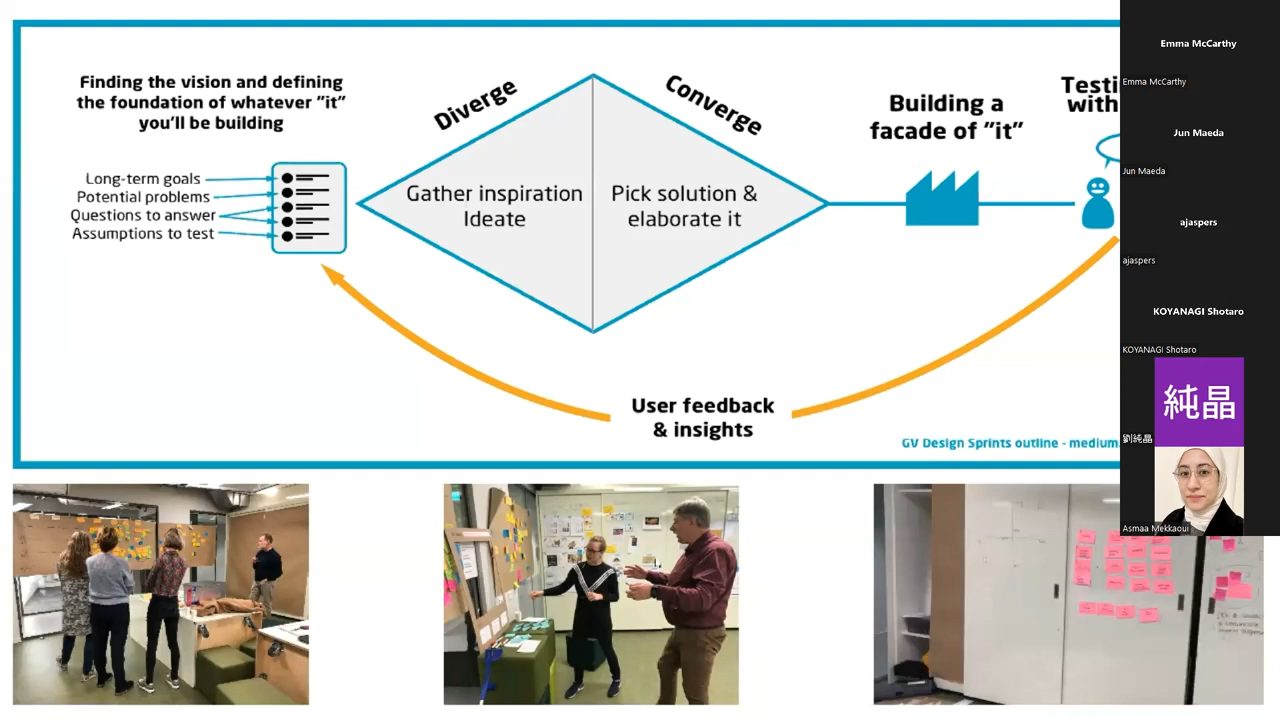 Finding the vision and defining
the foundation of whatever "it"
you'll be building
Long-term goals
Potential problems
Questions to answer
Assumptions to test
Diverge
Converge
Gather inspiration
Ideate
Pick solution &
elaborate it
Building a
facade of "it"
Testi
with
User feedback
& insights
GV Design Sprints outline - medium.
Emma McCarthy
Emma McCarthy
Jun Maeda
Jun Maeda
ajaspers
ajaspers
KOYANAGI Shotaro
KOYANAGI Shotaro
純晶
劉純晶
Asmaa Mekkaoui